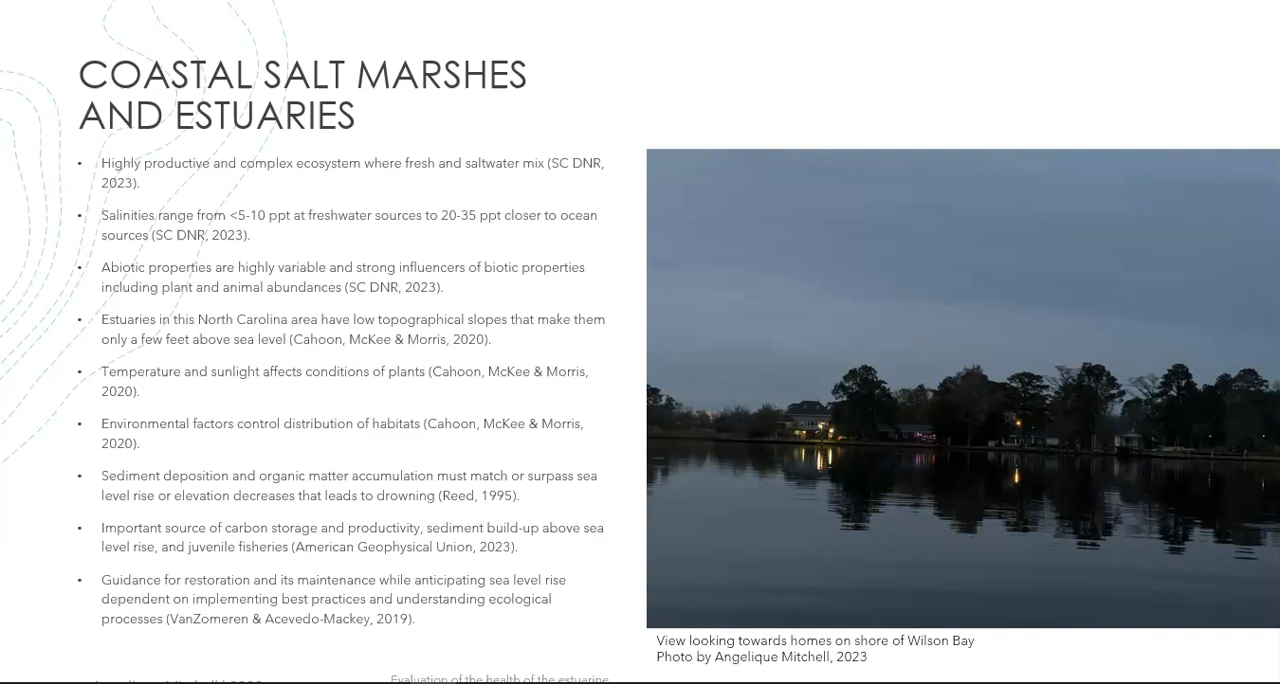 COASTAL SALT MARSHES
AND ESTUARIES
• Highly productive and complex ecosystem where fresh and saltwater mix (SC DNR,
2023).
• Salinities range from <5-10 ppt at freshwater sources to 20-35 ppt closer to ocean
sources (SC DNR, 2023).
• Abiotic properties are highly variable and strong influencers of biotic properties
including plant and animal abundances (SC DNR, 2023).
• Estuaries in this North Carolina area have low topographical slopes that make them
only a few feet above sea level (Cahoon, McKee & Morris, 2020).
• Temperature and sunlight affects conditions of plants (Cahoon, McKee & Morris,
2020).
• Environmental factors control distribution of habitats (Cahoon, McKee & Morris,
2020).
• Sediment deposition and organic matter accumulation must match or surpass sea
level rise or elevation decreases that leads to drowning (Reed, 1995).
• Important source of carbon storage and productivity, sediment build-up above sea
level rise, and juvenile fisheries (American Geophysical Union, 2023).
• Guidance for restoration and its maintenance while anticipating sea level rise
dependent on implementing best practices and understanding ecological
processes (VanZomeren & Acevedo-Mackey, 2019).
View looking towards homes on shore of Wilson Bay
Photo by Angelique Mitchell, 2023
Evaluation of the health of the estuarine